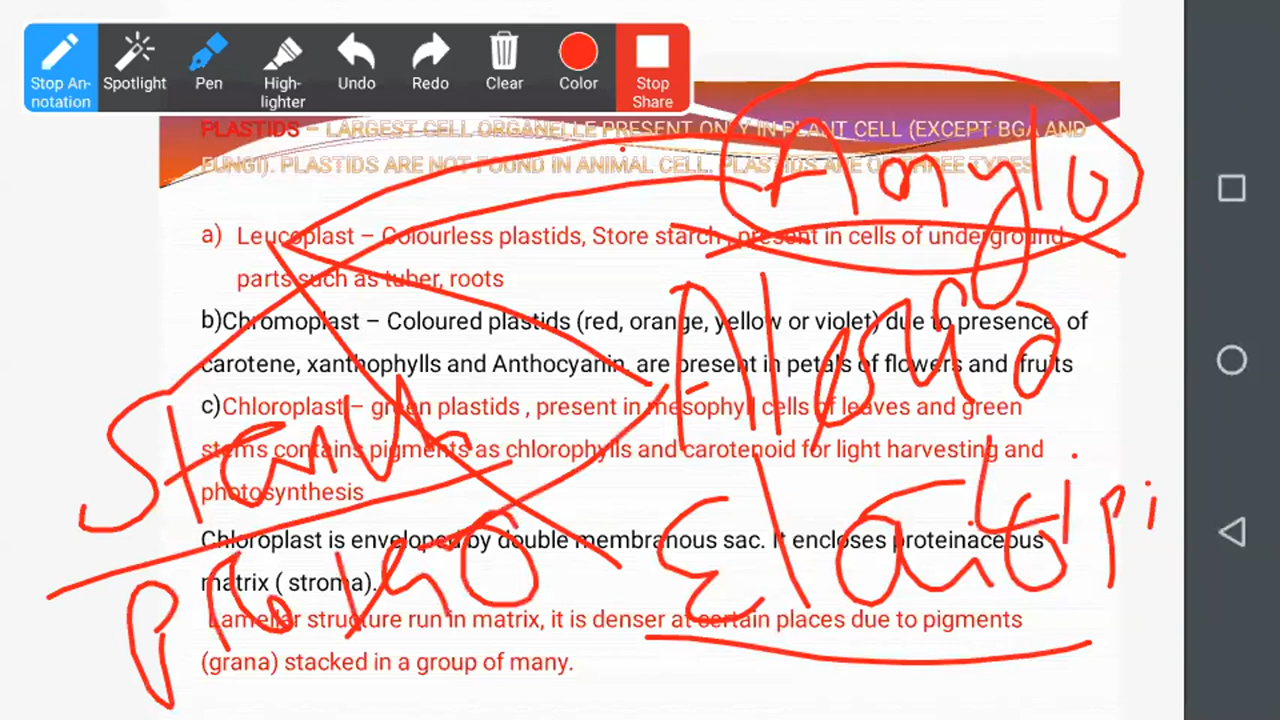 Stop An-
notation
Spotlight
Pen
High-
lighter
Undo
Redo
Clear
Color
Stop
Share
PLASTIDS – LARGEST CELL ORGANELLE PRESENT ONLY IN PLANT CELL (EXCEPT BGA AND
FUNGI). PLASTIDS ARE NOT FOUND IN ANIMAL CELL. PLASTIDS ARE OF THREE TYPES
Amylo
a) Leucoplast – Colourless plastids, Store starch , present in cells of underground
parts such as tuber, roots
b)Chromoplast – Coloured plastids (red, orange, yellow or violet) due to presence of
carotene, xanthophylls and Anthocyanin, are present in petals of flowers and fruits
c)Chloroplast – green plastids , present in mesophyll cells of leaves and green
stems contains pigments as chlorophylls and carotenoid for light harvesting and
photosynthesis
Starch
Chloroplast is enveloped by double membranous sac. It encloses proteinaceous
matrix ( stroma).
Lamellar structure run in matrix, it is denser at certain places due to pigments
(grana) stacked in a group of many.